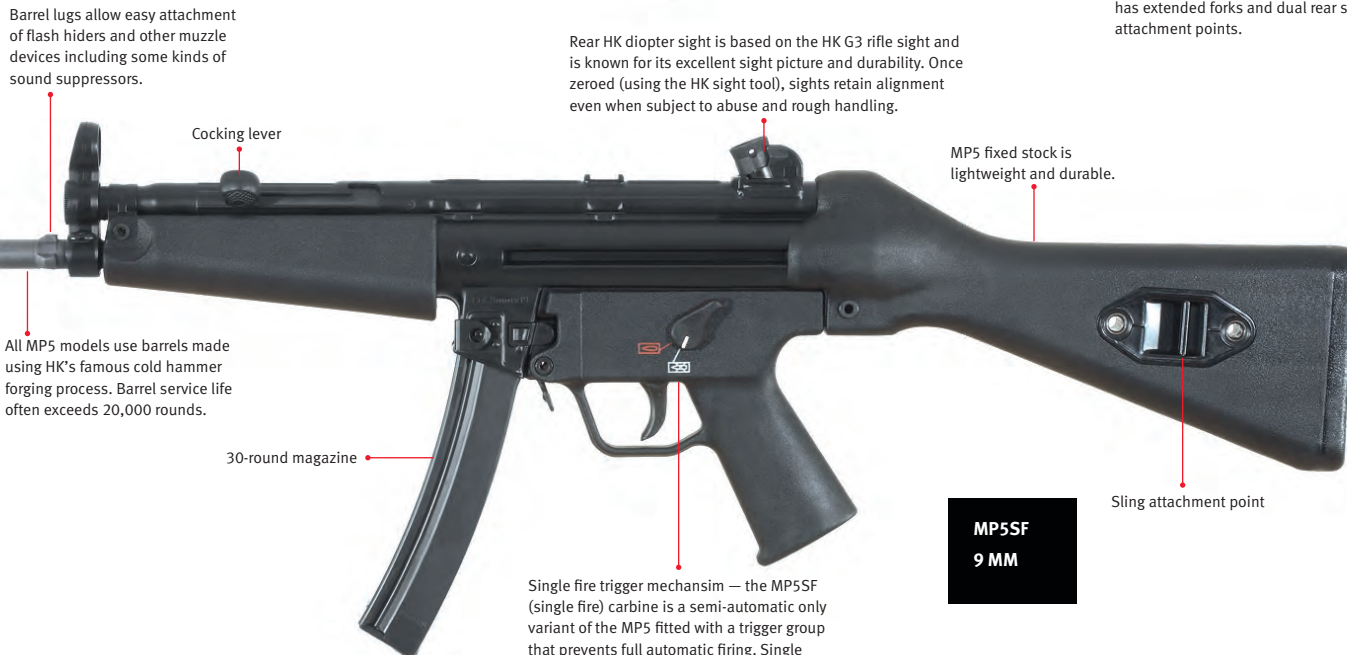 Barrel lugs allow easy attachment
of flash hiders and other muzzle
devices including some kinds of
sound suppressors.
Cocking lever
Rear HK diopter sight is based on the HK G3 rifle sight and
is known for its excellent sight picture and durability. Once
zeroed (using the HK sight tool), sights retain alignment
even when subject to abuse and rough handling.
has extended forks and dual rear s
attachment points.
MP5 fixed stock is
lightweight and durable.
All MP5 models use barrels made
using HK's famous cold hammer
forging process. Barrel service life
often exceeds 20,000 rounds.
30-round magazine
Single fire trigger mechansim — the MP5SF
(single fire) carbine is a semi-automatic only
variant of the MP5 fitted with a trigger group
that prevents full automatic firing. Single
MP5SF
9 MM
Sling attachment point